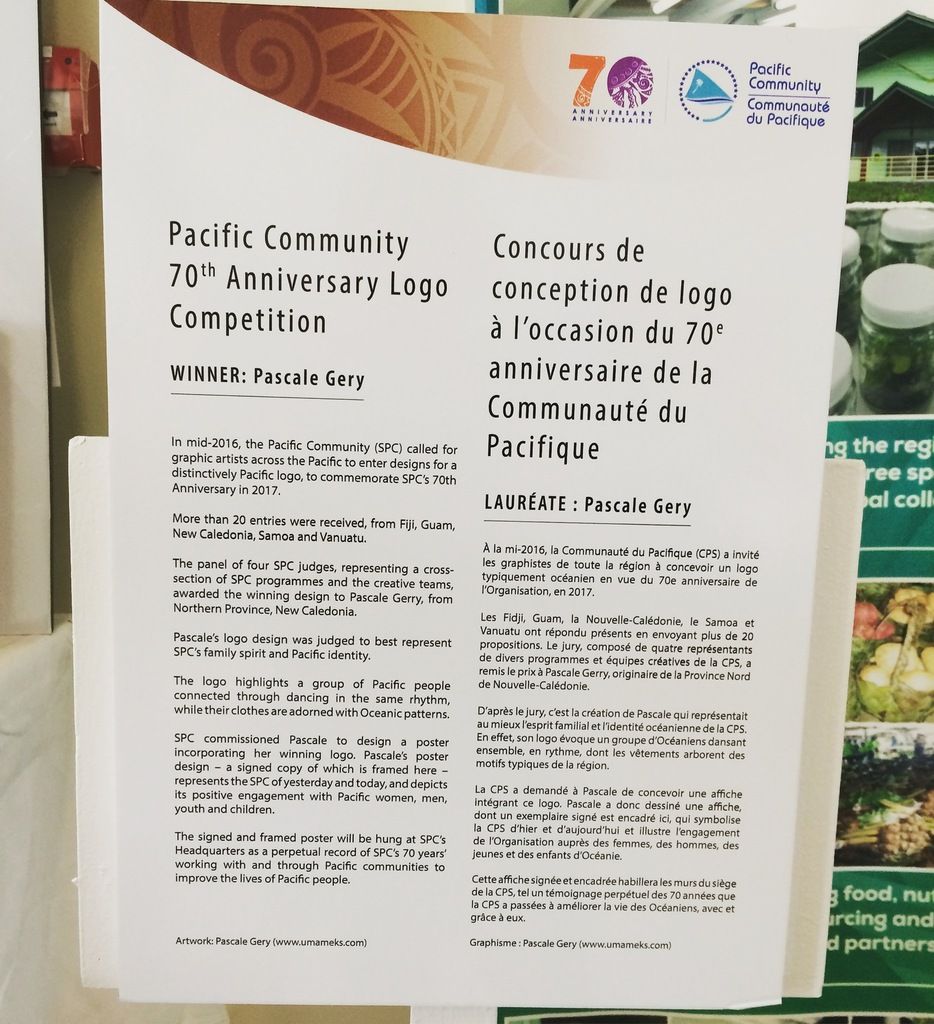 70
ANNIVERSARY
ANNIVERSAIRE
Pacific
Community
Communauté
du Pacifique
Pacific Community
70th Anniversary Logo
Competition
WINNER: Pascale Gery
In mid-2016, the Pacific Community (SPC) called for
graphic artists across the Pacific to enter designs for a
distinctively Pacific logo, to commemorate SPC's 70th
Anniversary in 2017.
More than 20 entries were received, from Fiji, Guam,
New Caledonia, Samoa and Vanuatu.
The panel of four SPC judges, representing a cross-
section of SPC programmes and the creative teams,
awarded the winning design to Pascale Gerry, from
Northern Province, New Caledonia.
Pascale's logo design was judged to best represent
SPC's family spirit and Pacific identity.
The logo highlights a group of Pacific people
connected through dancing in the same rhythm,
while their clothes are adorned with Oceanic patterns.
SPC commissioned Pascale to design a poster
incorporating her winning logo. Pascale's poster
design – a signed copy of which is framed here –
represents the SPC of yesterday and today, and depicts
its positive engagement with Pacific women, men,
youth and children.
The signed and framed poster will be hung at SPC's
Headquarters as a perpetual record of SPC's 70 years'
working with and through Pacific communities to
improve the lives of Pacific people.
Artwork: Pascale Gery (www.umameks.com)
Concours de
conception de logo
à l'occasion du 70e
anniversaire de la
Communauté du
Pacifique
LAURÉATE : Pascale Gery
À la mi-2016, la Communauté du Pacifique (CPS) a invité
les graphistes de toute la région à concevoir un logo
typiquement océanien en vue du 70e anniversaire de
l'Organisation, en 2017.
Les Fidji, Guam, la Nouvelle-Calédonie, le Samoa et
Vanuatu ont répondu présents en envoyant plus de 20
propositions. Le jury, composé de quatre représentants
de divers programmes et équipes créatives de la CPS, a
remis le prix à Pascale Gerry, originaire de la Province Nord
de Nouvelle-Calédonie.
D'après le jury, c'est la création de Pascale qui représentait
au mieux l'esprit familial et l'identité océanienne de la CPS.
En effet, son logo évoque un groupe d'Océaniens dansant
ensemble, en rythme, dont les vêtements arborent des
motifs typiques de la région.
La CPS a demandé à Pascale de concevoir une affiche
intégrant ce logo. Pascale a donc dessiné une affiche,
dont un exemplaire signé est encadré ici, qui symbolise
la CPS d'hier et d'aujourd'hui et illustre l'engagement
de l'Organisation auprès des femmes, des hommes, des
jeunes et des enfants d'Océanie.
Cette affiche signée et encadrée habillera les murs du siège
de la CPS, tel un témoignage perpétuel des 70 années que
la CPS a passées à améliorer la vie des Océaniens, avec et
grâce à eux.
Graphisme : Pascale Gery (www.umameks.com)
ng the regi
ree sp
al coll
g food, nu
urcing and
d partners